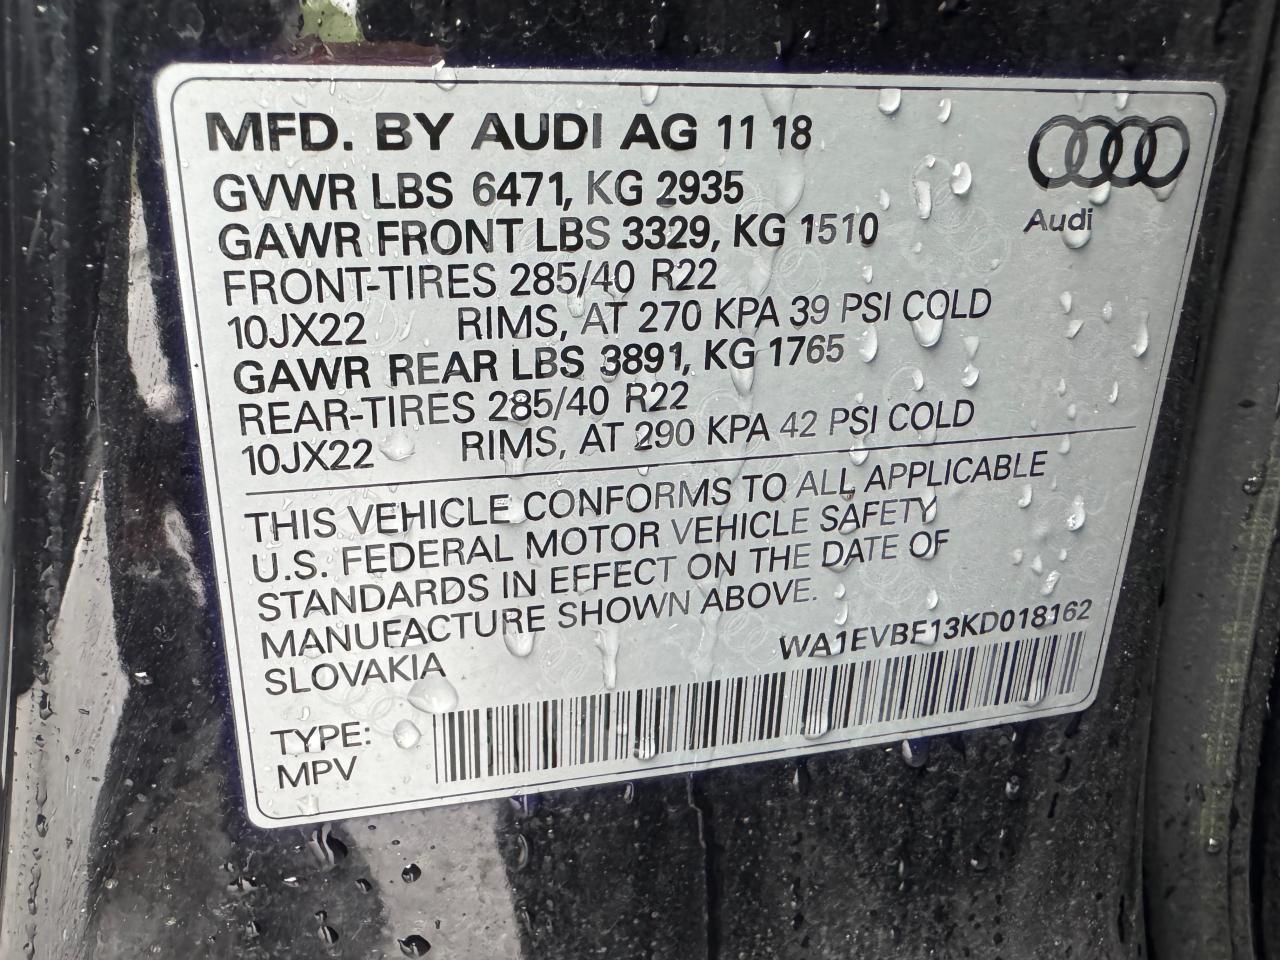 MFD. BY AUDI AG 11 18
GVWR LBS 6471, KG 2935
GAWR FRONT LBS 3329, KG 1510
FRONT-TIRES 285/40 R22
10JX22 RIMS, AT 270 KPA 39 PSI COLD
GAWR REAR LBS 3891, KG 1765
REAR-TIRES 285/40 R22
10JX22 RIMS, AT 290 KPA 42 PSI COLD
Audi
THIS VEHICLE CONFORMS TO ALL APPLICABLE
U.S. FEDERAL MOTOR VEHICLE SAFETY
STANDARDS IN EFFECT ON THE DATE OF
MANUFACTURE SHOWN ABOVE.
SLOVAKIA
WA1EVBF13KD018162
TYPE:
MPV